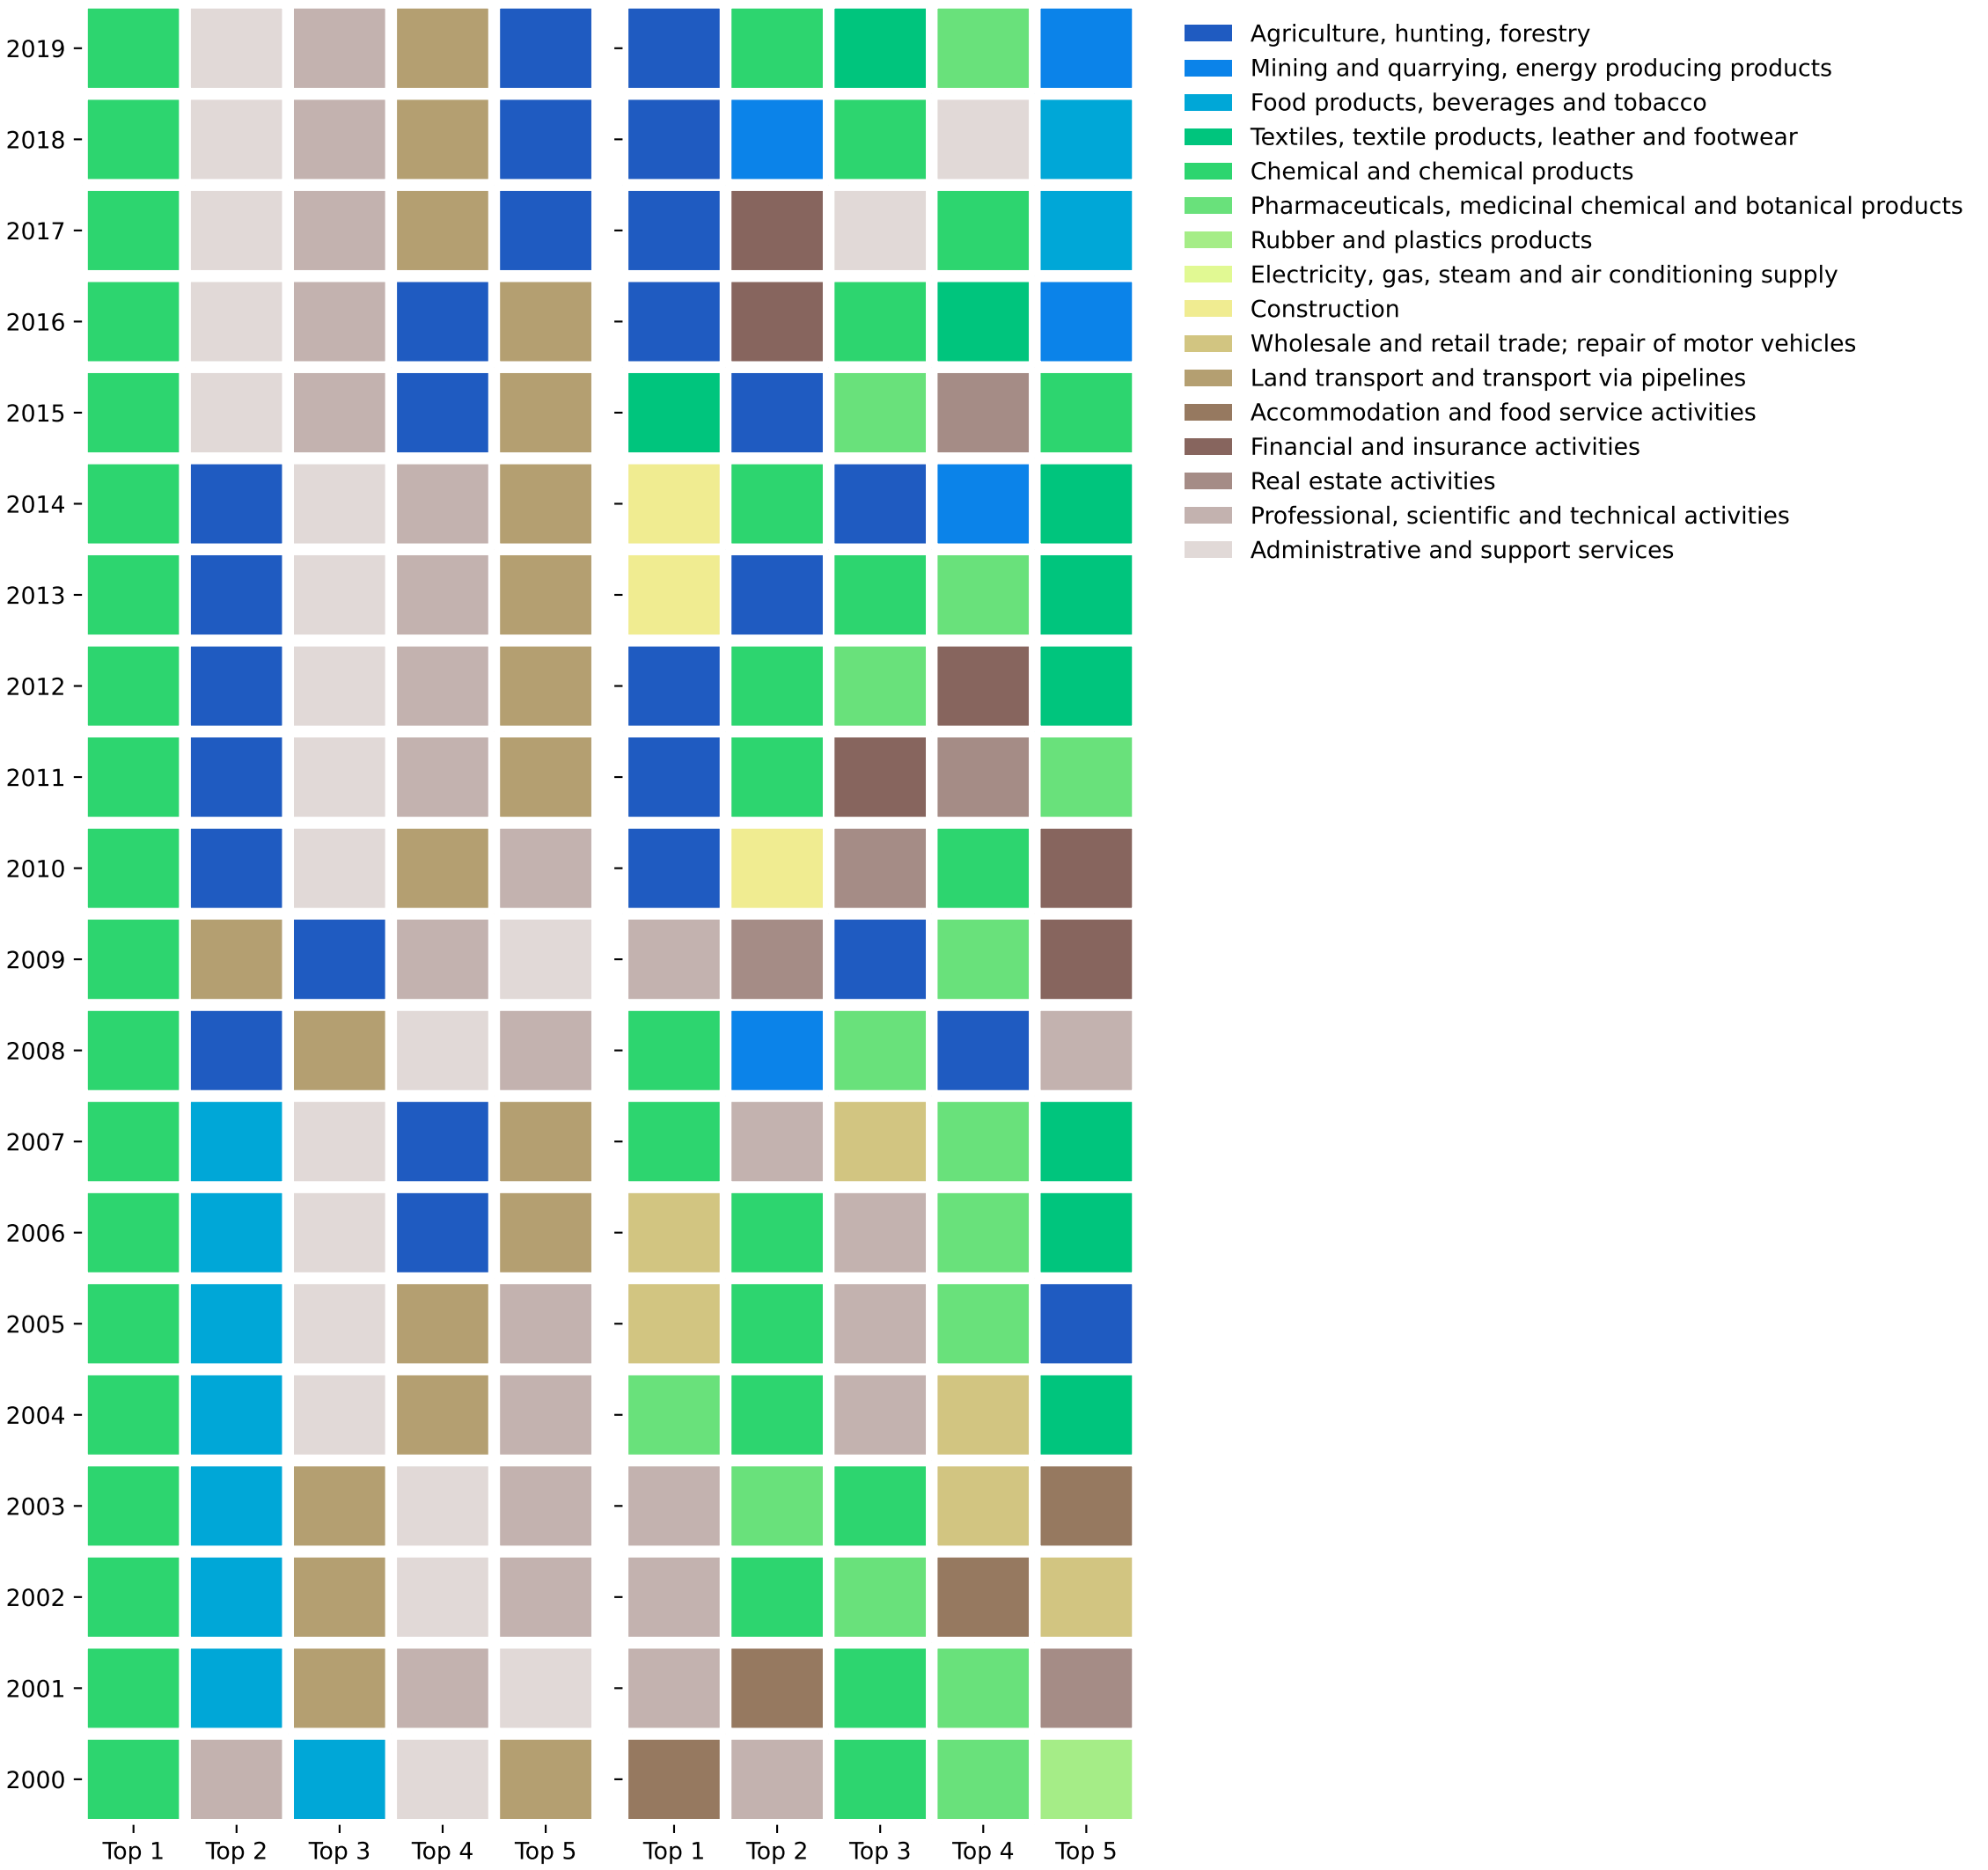 2019
2018
2017
2016
2015
2014
2013
2012
2011
2010
2009
2008
2007
2006
2005
2004
2003
2002
2001
2000
Top 1 Top 2 Top 3 Top 4 Top 5 Top 1 Top 2 Top 3 Top 4 Top 5
Agriculture, hunting, forestry
Mining and quarrying, energy producing products
Food products, beverages and tobacco
Textiles, textile products, leather and footwear
Chemical and chemical products
Pharmaceuticals, medicinal chemical and botanical products
Rubber and plastics products
Electricity, gas, steam and air conditioning supply
Construction
Wholesale and retail trade; repair of motor vehicles
Land transport and transport via pipelines
Accommodation and food service activities
Financial and insurance activities
Real estate activities
Professional, scientific and technical activities
Administrative and support services